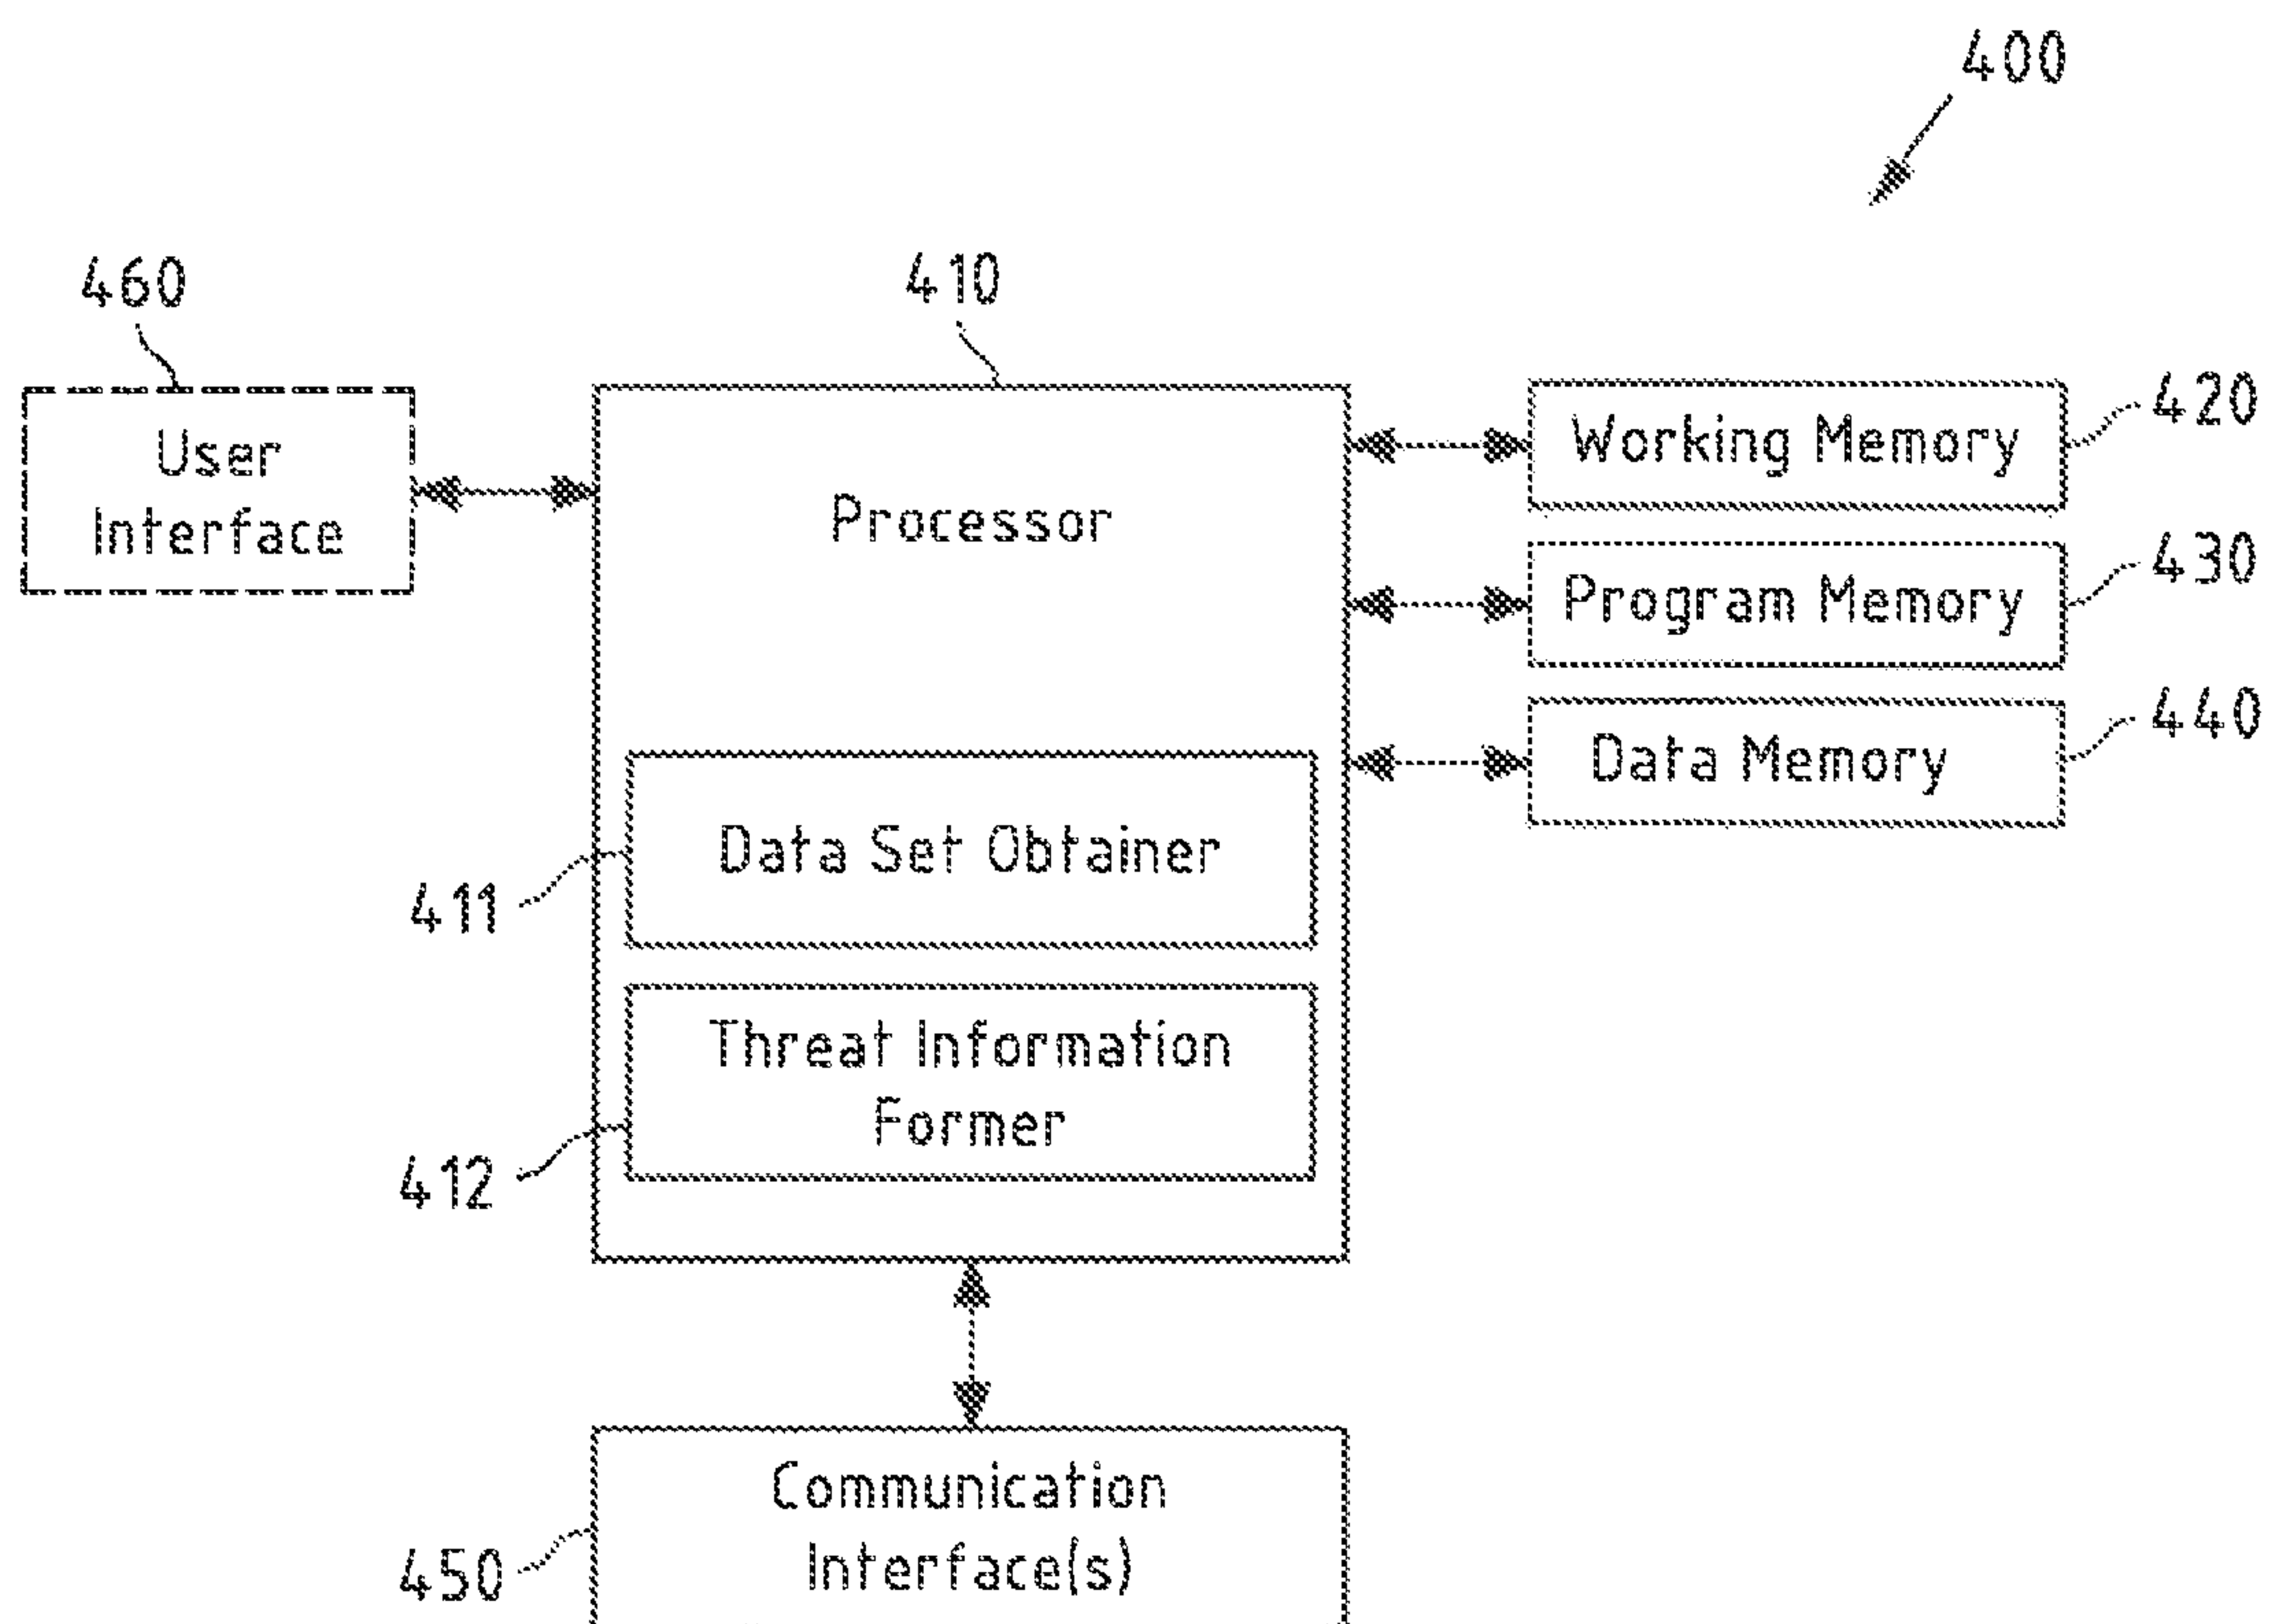 400
460
410
User
Interface
Processor
Working Memory
420
Program Memory
430
Data Memory
440
Data Set Obtainer
411
Threat Information
Former
412
Communication
Interface(s)
450